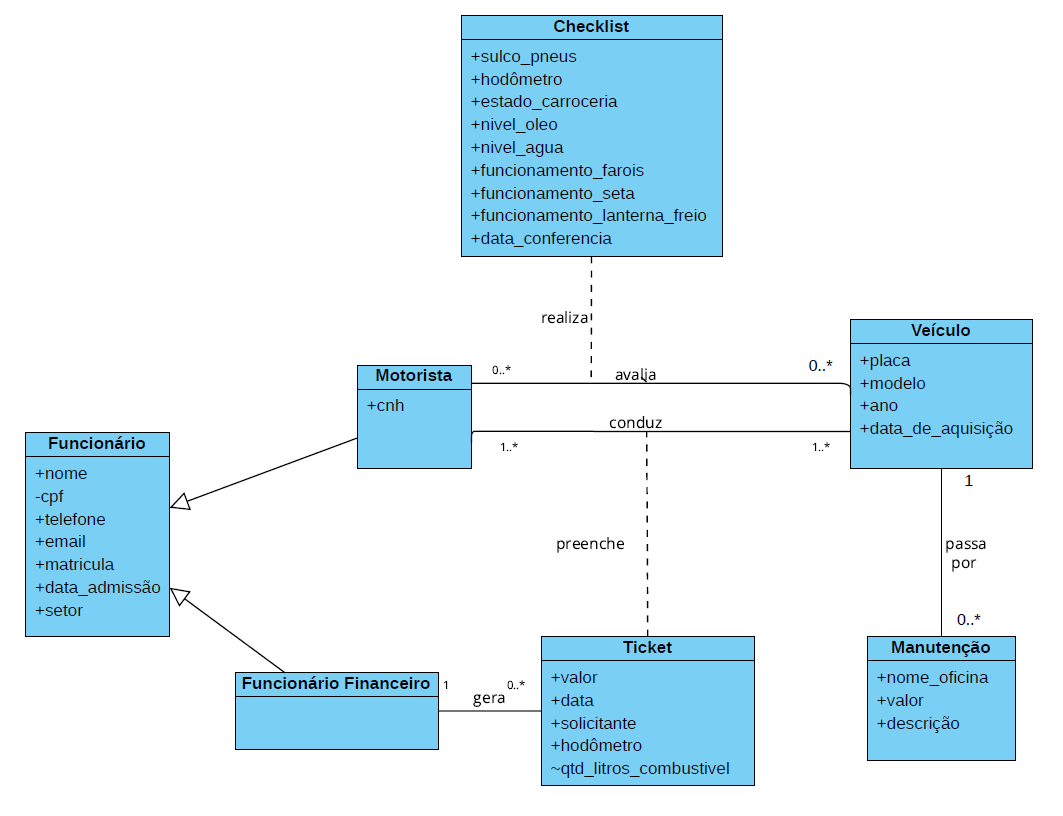 Checklist
+sulco_pneus
+hodômetro
+estado_carroceria
+nivel_oleo
+nivel_agua
+funcionamento_farois
+funcionamento_seta
+funcionamento_lanterna_freio
+data_conferencia
realiza
Veículo
+placa
+modelo
+ano
+data_de_aquisição
0..*
avalia
0..*
Motorista
+cnh
conduz
1..*
1..*
Funcionário
+nome
-cpf
+telefone
+email
+matricula
+data_admissão
+setor
1
preenche
passa
por
0..*
Ticket
+valor
+data
+solicitante
+hodômetro
~qtd_litros_combustivel
Manutenção
+nome_oficina
+valor
+descrição
Funcionário Financeiro
1
0..*
gera